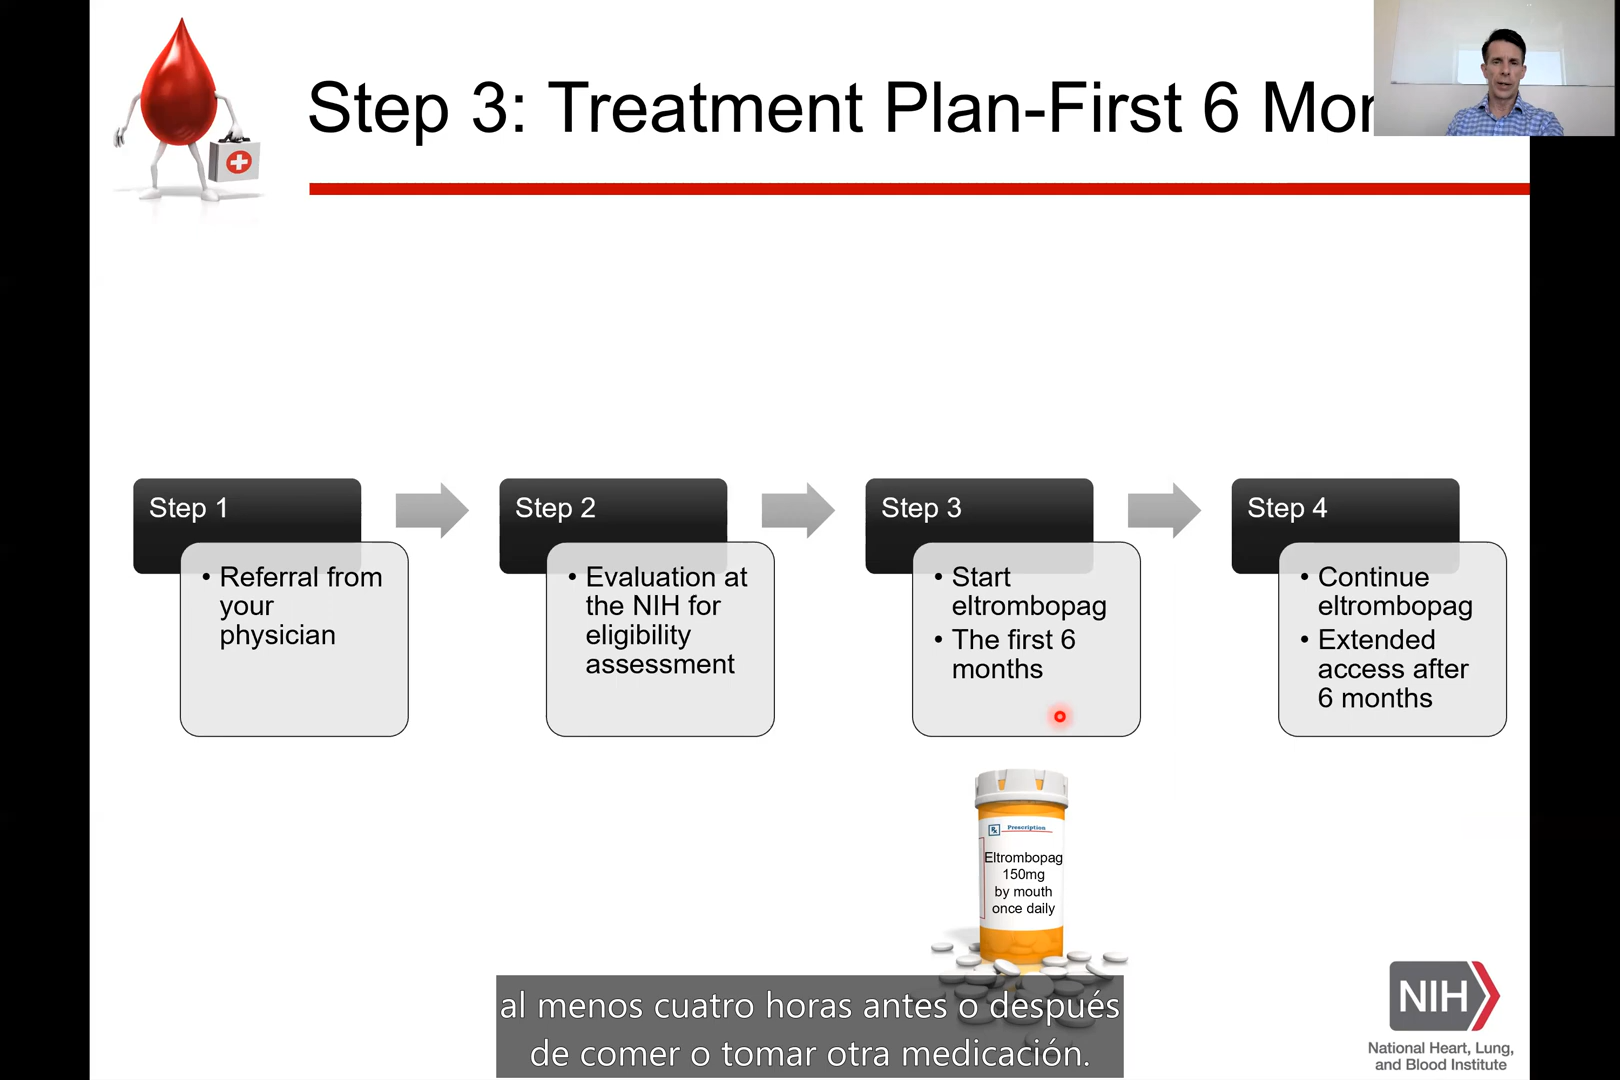 Step 3: Treatment Plan-First 6 Mon
Step 1
• Referral from
your
physician
Step 2
• Evaluation at
the NIH for
eligibility
assessment
Step 3
• Start
eltrombopag
• The first 6
months
Step 4
• Continue
eltrombopag
• Extended
access after
6 months
Rx Prescription
Eltrombopag
150mg
by mouth
once daily
al menos cuatro horas antes o después
de comer o tomar otra medicación.
NIH
National Heart, Lung,
and Blood Institute